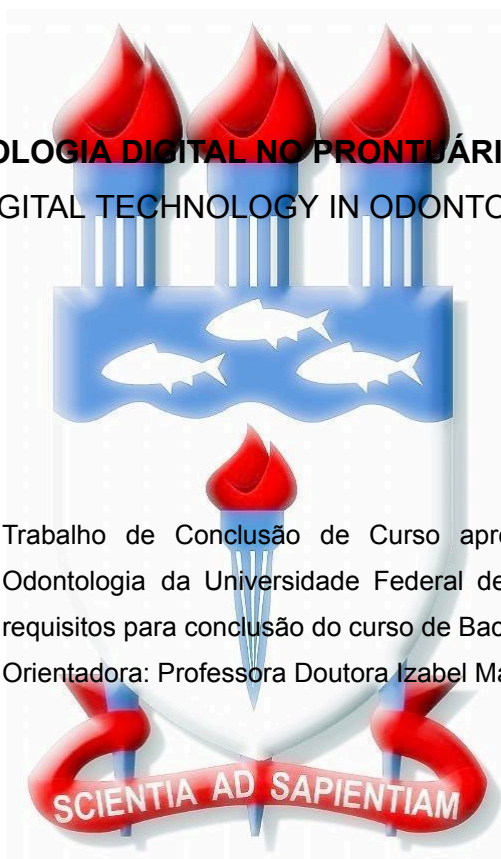 OLOGIA DIGITAL NO PRONTUÁRI
GITAL TECHNOLOGY IN ODONTO
Trabalho de Conclusão de Curso apre
Odontologia da Universidade Federal de
requisitos para conclusão do curso de Bac
Orientadora: Professora Doutora Izabel Ma
SCIENTIA AD SAPIENTIAM